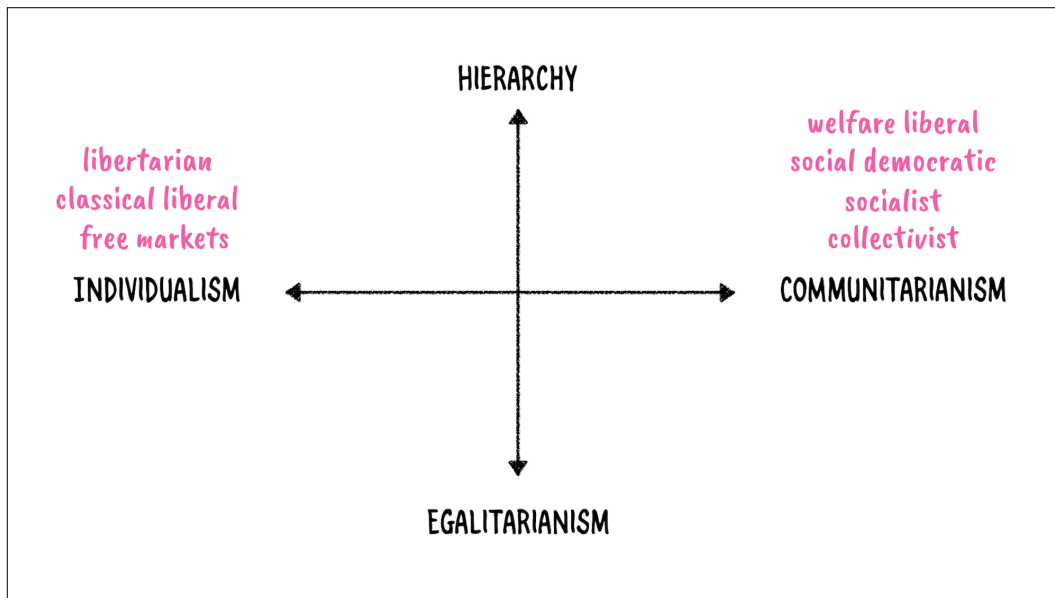 HIERARCHY
libertarian
classical liberal
free markets
INDIVIDUALISM
welfare liberal
social democratic
socialist
collectivist
COMMUNITARIANISM
EGALITARIANISM